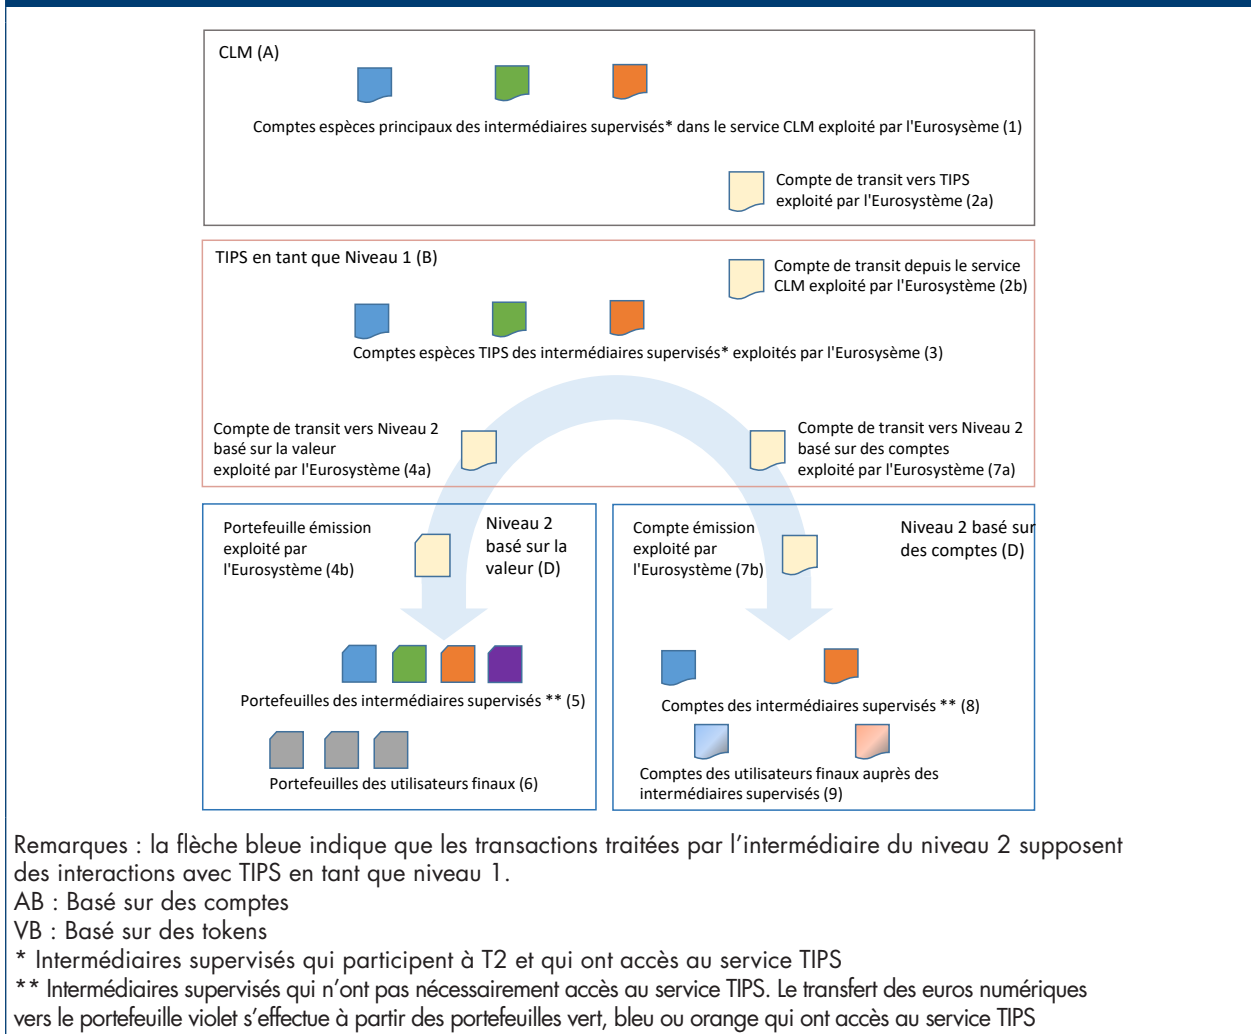 CLM (A)
Comptes espèces principaux des intermédiaires supervisés* dans le service CLM exploité par l'Eurosysème (1)
Compte de transit vers TIPS
exploité par l'Eurosystème (2a)
TIPS en tant que Niveau 1 (B)
Compte de transit depuis le service
CLM exploité par l'Eurosystème (2b)
Comptes espèces TIPS des intermédiaires supervisés* exploités par l'Eurosysème (3)
Compte de transit vers Niveau 2
basé sur la valeur
exploité par l'Eurosystème (4a)
Compte de transit vers Niveau 2
basé sur des comptes
exploité par l'Eurosystème (7a)
Portefeuille émission
exploité par
l'Eurosystème (4b)
Niveau 2
basé sur la
valeur (D)
Portefeuilles des intermédiaires supervisés ** (5)
Portefeuilles des utilisateurs finaux (6)
Compte émission
exploité par
l'Eurosystème (7b)
Niveau 2 basé sur
des comptes (D)
Comptes des intermédiaires supervisés ** (8)
Comptes des utilisateurs finaux auprès des
intermédiaires supervisés (9)
Remarques : la flèche bleue indique que les transactions traitées par l’intermédiaire du niveau 2 supposent
des interactions avec TIPS en tant que niveau 1.
AB : Basé sur des comptes
VB : Basé sur des tokens
* Intermédiaires supervisés qui participent à T2 et qui ont accès au service TIPS
** Intermédiaires supervisés qui n’ont pas nécessairement accès au service TIPS. Le transfert des euros numériques
vers le portefeuille violet s’effectue à partir des portefeuilles vert, bleu ou orange qui ont accès au service TIPS